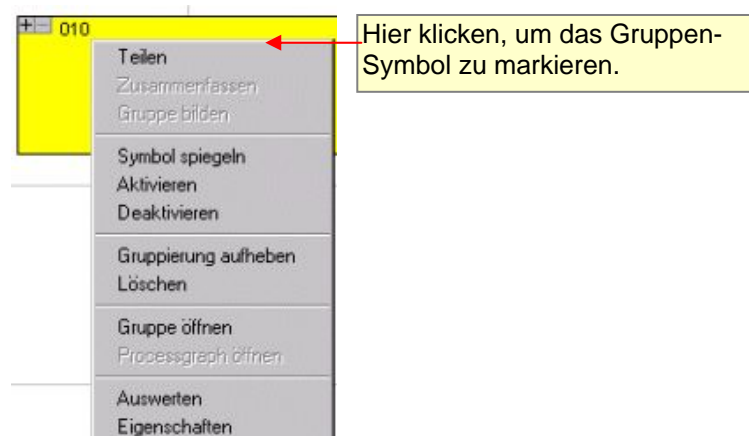 010
Hier klicken, um das Gruppen-
Symbol zu markieren.
Teilen
Zusammenfassen
Gruppe bilden
Symbol spiegeln
Aktivieren
Deaktivieren
Gruppierung aufheben
Löschen
Gruppe öffnen
Processgraph öffnen
Auswerten
Eigenschaften